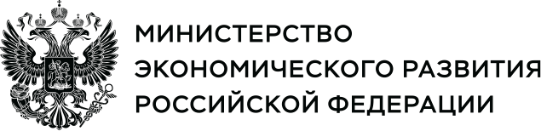 МИНИСТЕРСТВО
ЭКОНОМИЧЕСКОГО РАЗВИТИЯ
РОССИЙСКОЙ ФЕДЕРАЦИИ